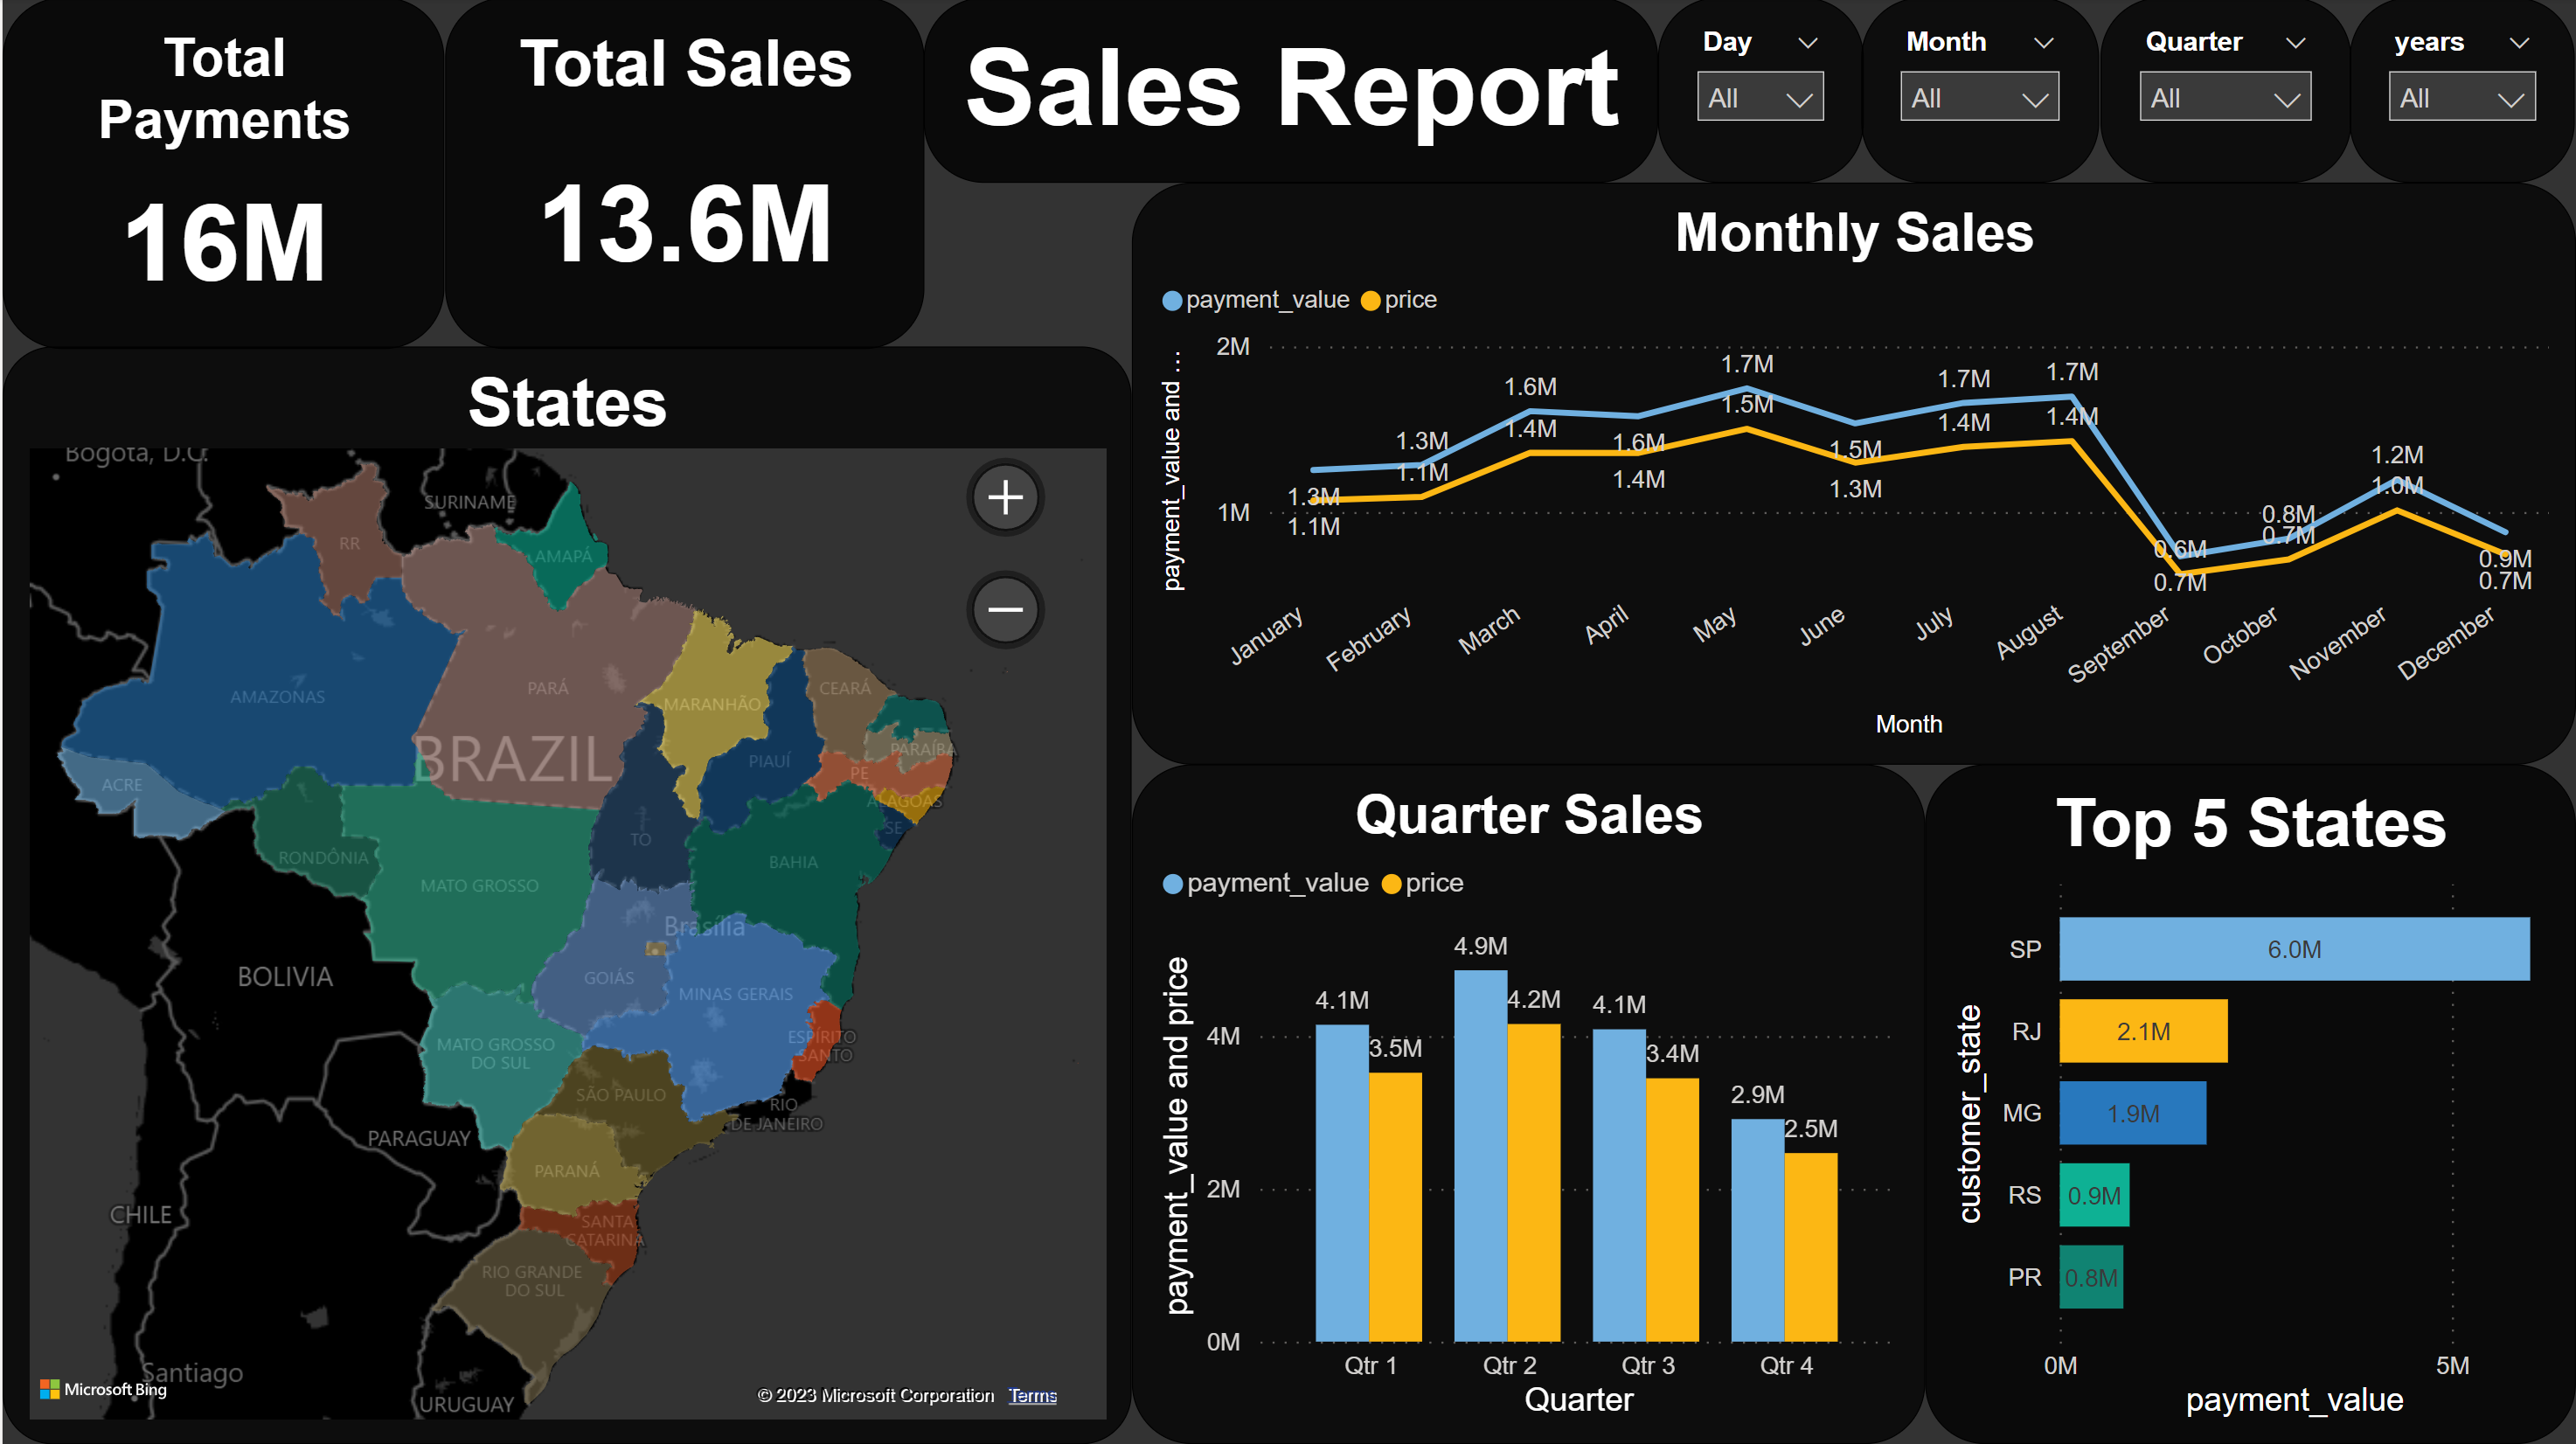 Total
Payments
16M
Total Sales
13.6M
Sales Report
Day
All
Month
All
Quarter
All
years
All
States
Bogota, D.C.
SURINAME
RR
AMAPÁ
AMAZONAS
PARÁ
MARANHÃO
CEARÁ
BRAZIL
PARAÍBA
PIAUÍ
PE
ACRE
ALAGOAS
SE
TO
RONDÔNIA
MATO GROSSO
BAHIA
Brasília
BOLIVIA
GOIÁS
MINAS GERAIS
MATO GROSSO
DO SUL
ESPÍRITO
SANTO
SÃO PAULO
RIO
DE JANEIRO
PARAGUAY
PARANÁ
CHILE
SANTA
CATARINA
RIO GRANDE
DO SUL
Santiago
URUGUAY
Microsoft Bing
© 2023 Microsoft Corporation Terms
Monthly Sales
payment_value price
payment_value and ...
2M
1M
1.3M
1.3M
1.6M
1.6M
1.7M
1.5M
1.7M
1.7M
0.6M
0.8M
1.2M
0.9M
1.1M
1.1M
1.4M
1.4M
1.5M
1.3M
1.4M
1.4M
0.7M
0.7M
1.0M
0.7M
January
February
March
April
May
June
July
August
September
October
November
December
Month
Quarter Sales
payment_value price
payment_value and price
4M
2M
0M
4.1M
3.5M
4.9M
4.2M
4.1M
3.4M
2.9M
2.5M
Qtr 1
Qtr 2
Qtr 3
Qtr 4
Quarter
Top 5 States
customer_state
SP 6.0M
RJ 2.1M
MG 1.9M
RS 0.9M
PR 0.8M
0M
5M
payment_value